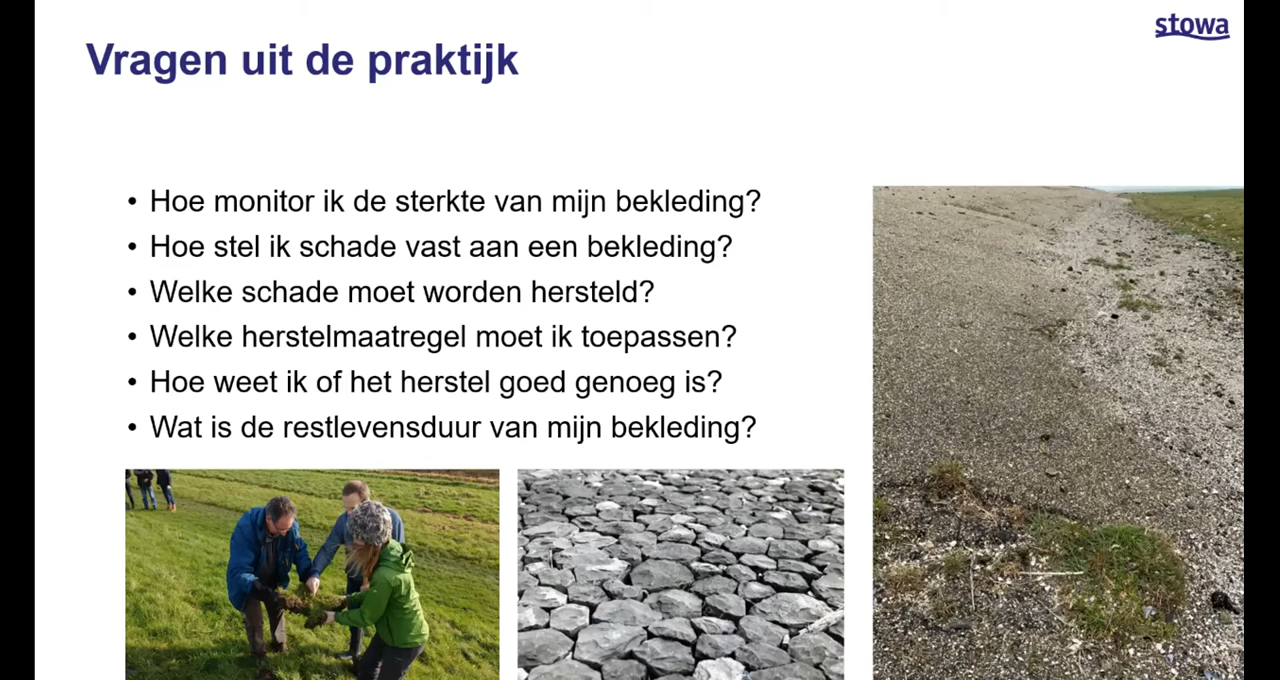 stowa
Vragen uit de praktijk
• Hoe monitor ik de sterkte van mijn bekleding?
• Hoe stel ik schade vast aan een bekleding?
• Welke schade moet worden hersteld?
• Welke herstelmaatregel moet ik toepassen?
• Hoe weet ik of het herstel goed genoeg is?
• Wat is de restlevensduur van mijn bekleding?